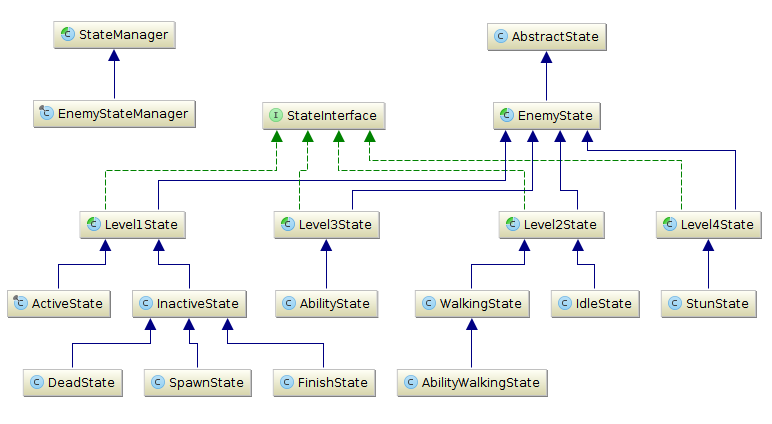 StateManager
AbstractState
EnemyStateManager
I StateInterface
C EnemyState
C Level1State
C Level3State
C Level2State
C Level4State
C ActiveState
C InactiveState
C AbilityState
C WalkingState
C IdleState
C StunState
C DeadState
C SpawnState
C FinishState
C AbilityWalkingState